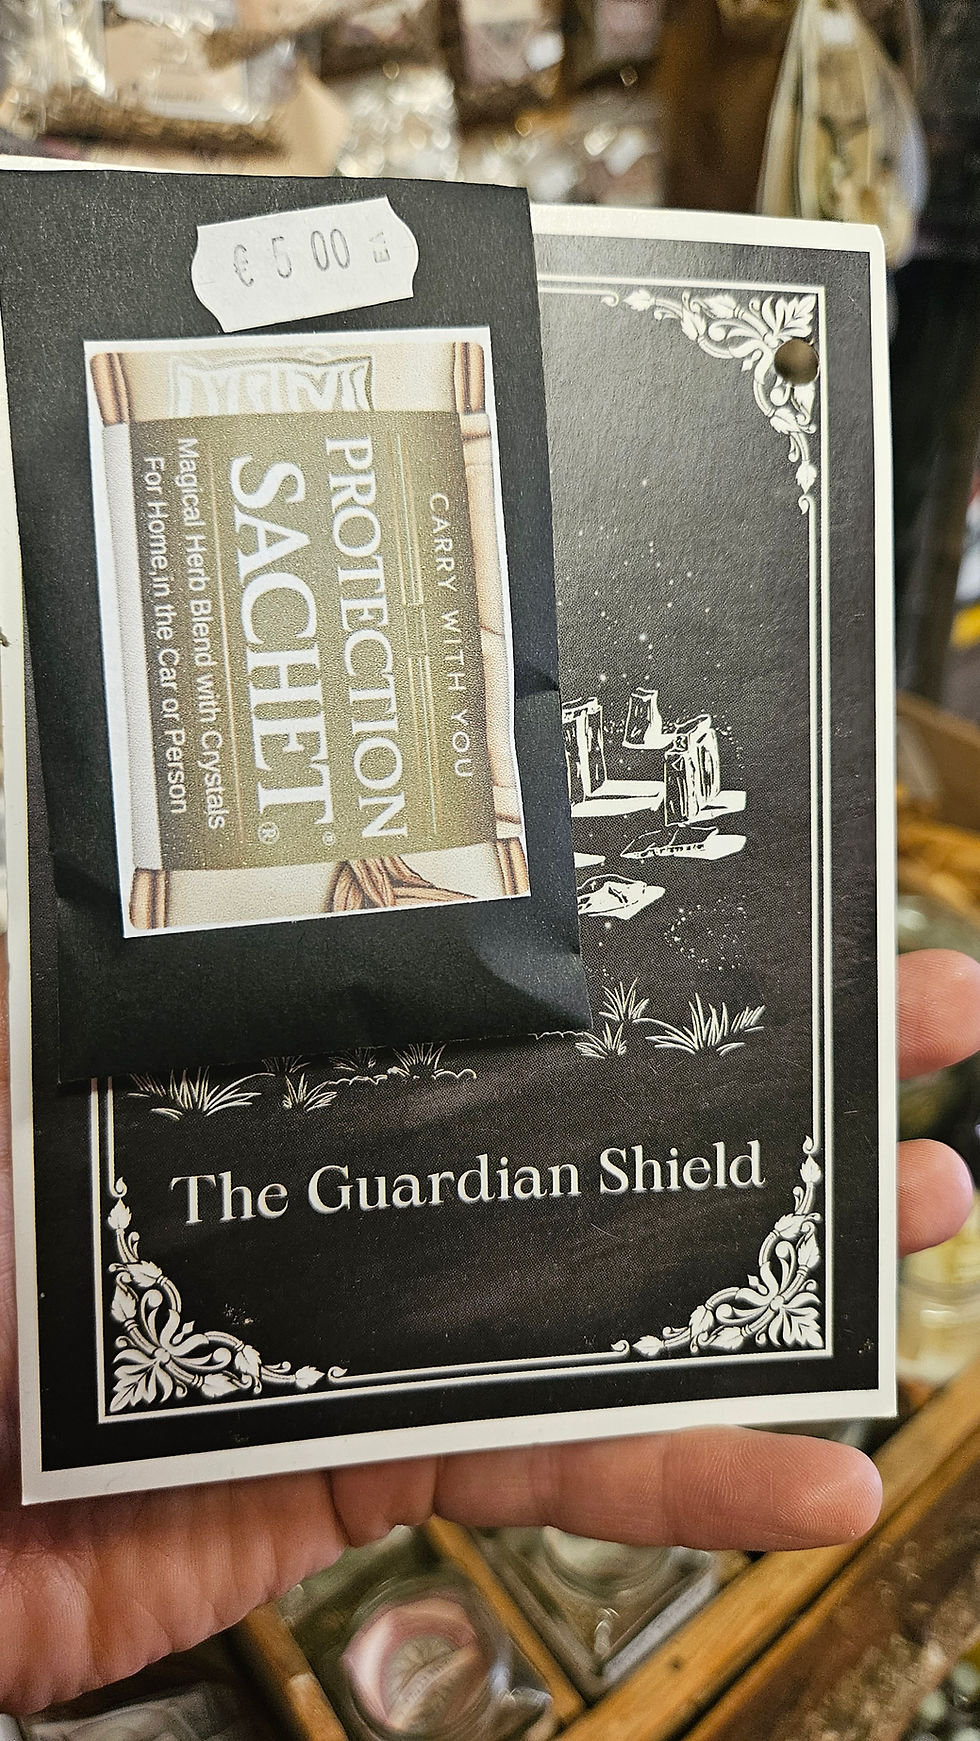 € 5 00 EA
CARRY WITH YOU
PROTECTION
SACHET®
Magical Herb Blend with Crystals
For Home,in the Car or Person
The Guardian Shield